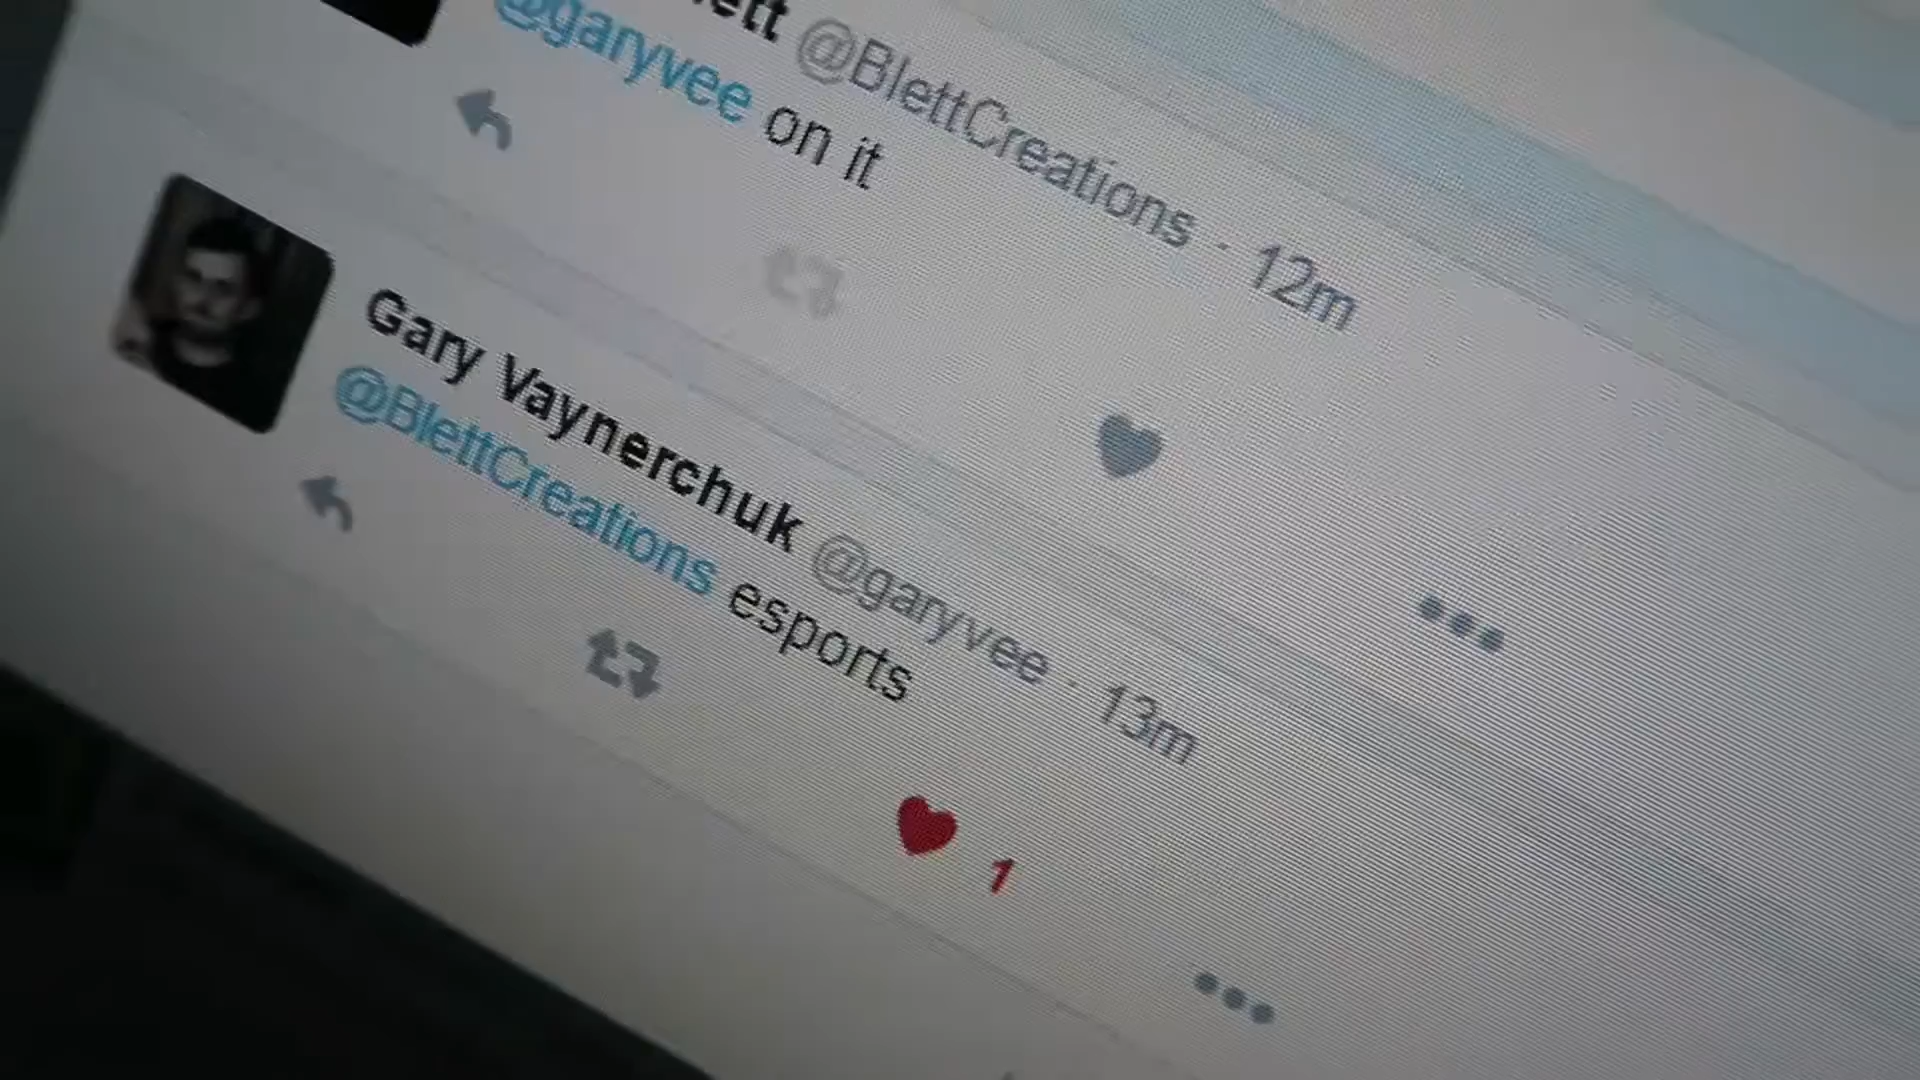 @BlettCreations · 12m
@garyvee on it
Gary Vaynerchuk @garyvee · 13m
@BlettCreations esports
1